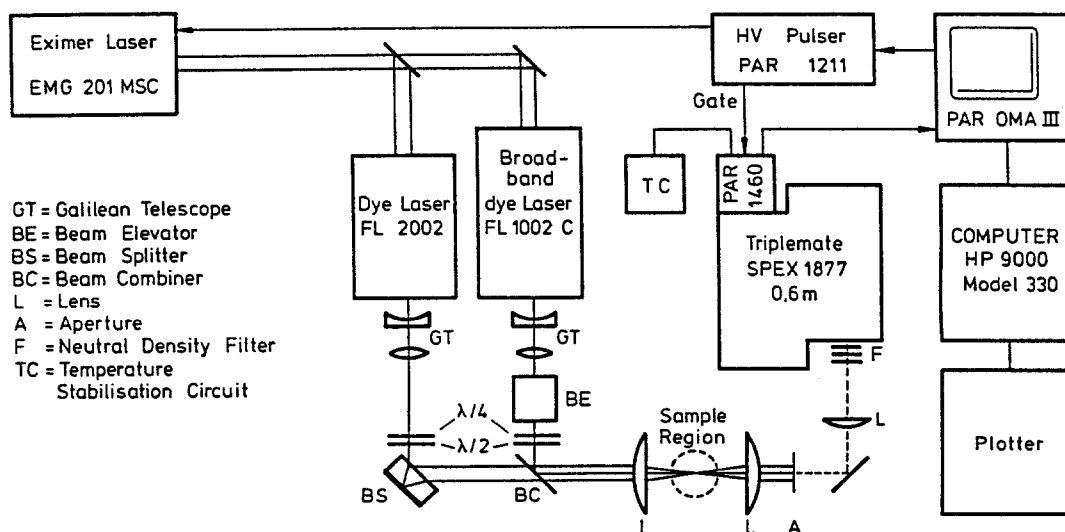 Eximer Laser
EMG 201 MSC
HV Pulser
PAR 1211
PAR OMA III
Gate
TC
PAR
1460
Dye Laser
FL 2002
Broad-
band
dye Laser
FL 1002 C
Triplemate
SPEX 1877
0,6m
COMPUTER
HP 9000
Model 330
Plotter
GT = Galilean Telescope
BE = Beam Elevator
BS = Beam Splitter
BC = Beam Combiner
L = Lens
A = Aperture
F = Neutral Density Filter
TC = Temperature
Stabilisation Circuit
GT
GT
F
BE
λ/4
λ/2
Sample
Region
L
BS
BC
L
L
A